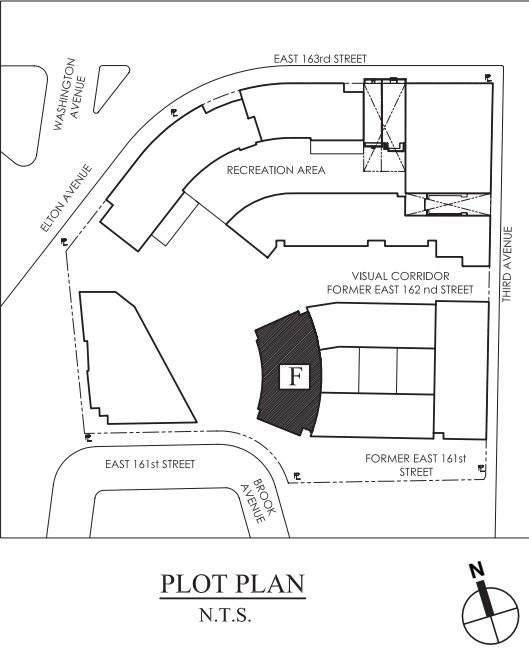 EAST 163rd STREET
WASHINGTON
AVENUE
ELTON AVENUE
RECREATION AREA
THIRD AVENUE
VISUAL CORRIDOR
FORMER EAST 162 nd STREET
F
EAST 161st STREET
FORMER EAST 161st
STREET
BROOK
AVENUE
PLOT PLAN
N.T.S.
N